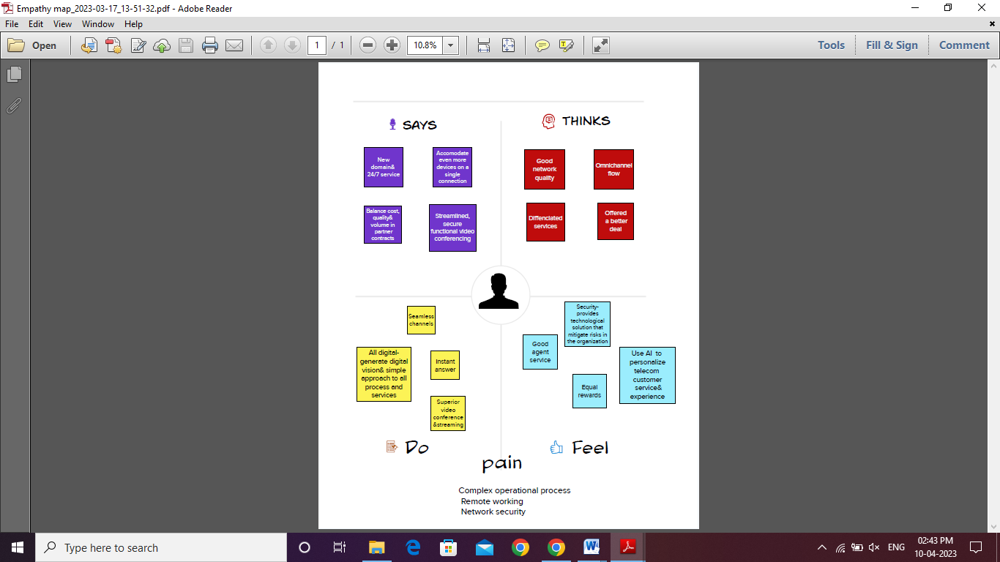 Empathy map_2023-03-17_13-51-32.pdf - Adobe Reader
File Edit View Window Help
Open
1 / 1
10.8%
Tools Fill & Sign Comment
SAYS
New
domain&
24/7 service
Accomodate
even more
devices on a
single
connection
Balance cost,
quality&
volume in
partner
contracts
Streamlined,
secure
functional video
conferencing
THINKS
Good
network
quality
Omnichannel
flow
Diffenciated
services
Offered
a better
deal
Seamless
channels
All digital-
generate digital
vision& simple
approach to all
process and
services
Instant
answer
Superior
video
conference
&streaming
Do
Security-
provides
technological
solution that
mitigate risks in
the organization
Good
agent
service
Use AI to
personalize
telecom
customer
service&
experience
Equal
rewards
Feel
pain
Complex operational process
Remote working
Network security
Type here to search
ENG
02:43 PM
10-04-2023